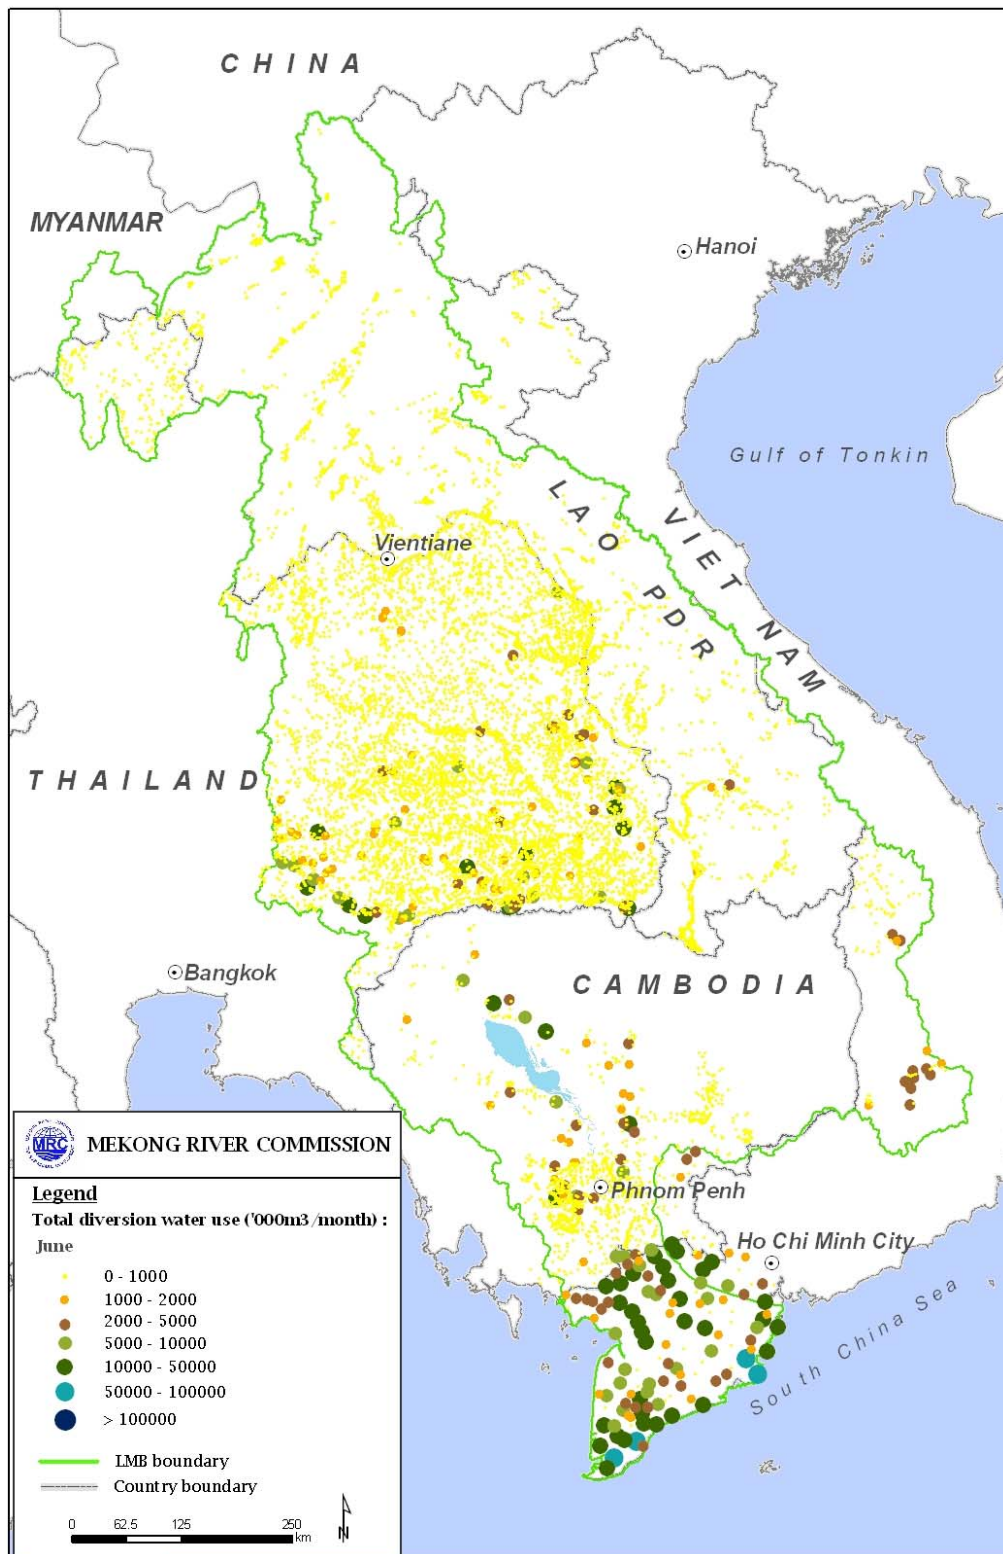 CHINA
MYANMAR
Hanoi
Gulf of Tonkin
LAO PDR
VIET NAM
Vientiane
THAILAND
Bangkok
CAMBODIA
Phnom Penh
Ho Chi Minh City
South China Sea
MRC
MEKONG RIVER COMMISSION
Legend
Total diversion water use ('000m3 /month) :
June
0 - 1000
1000 - 2000
2000 - 5000
5000 - 10000
10000 - 50000
50000 - 100000
> 100000
LMB boundary
Country boundary
0 62.5 125 250
km
N